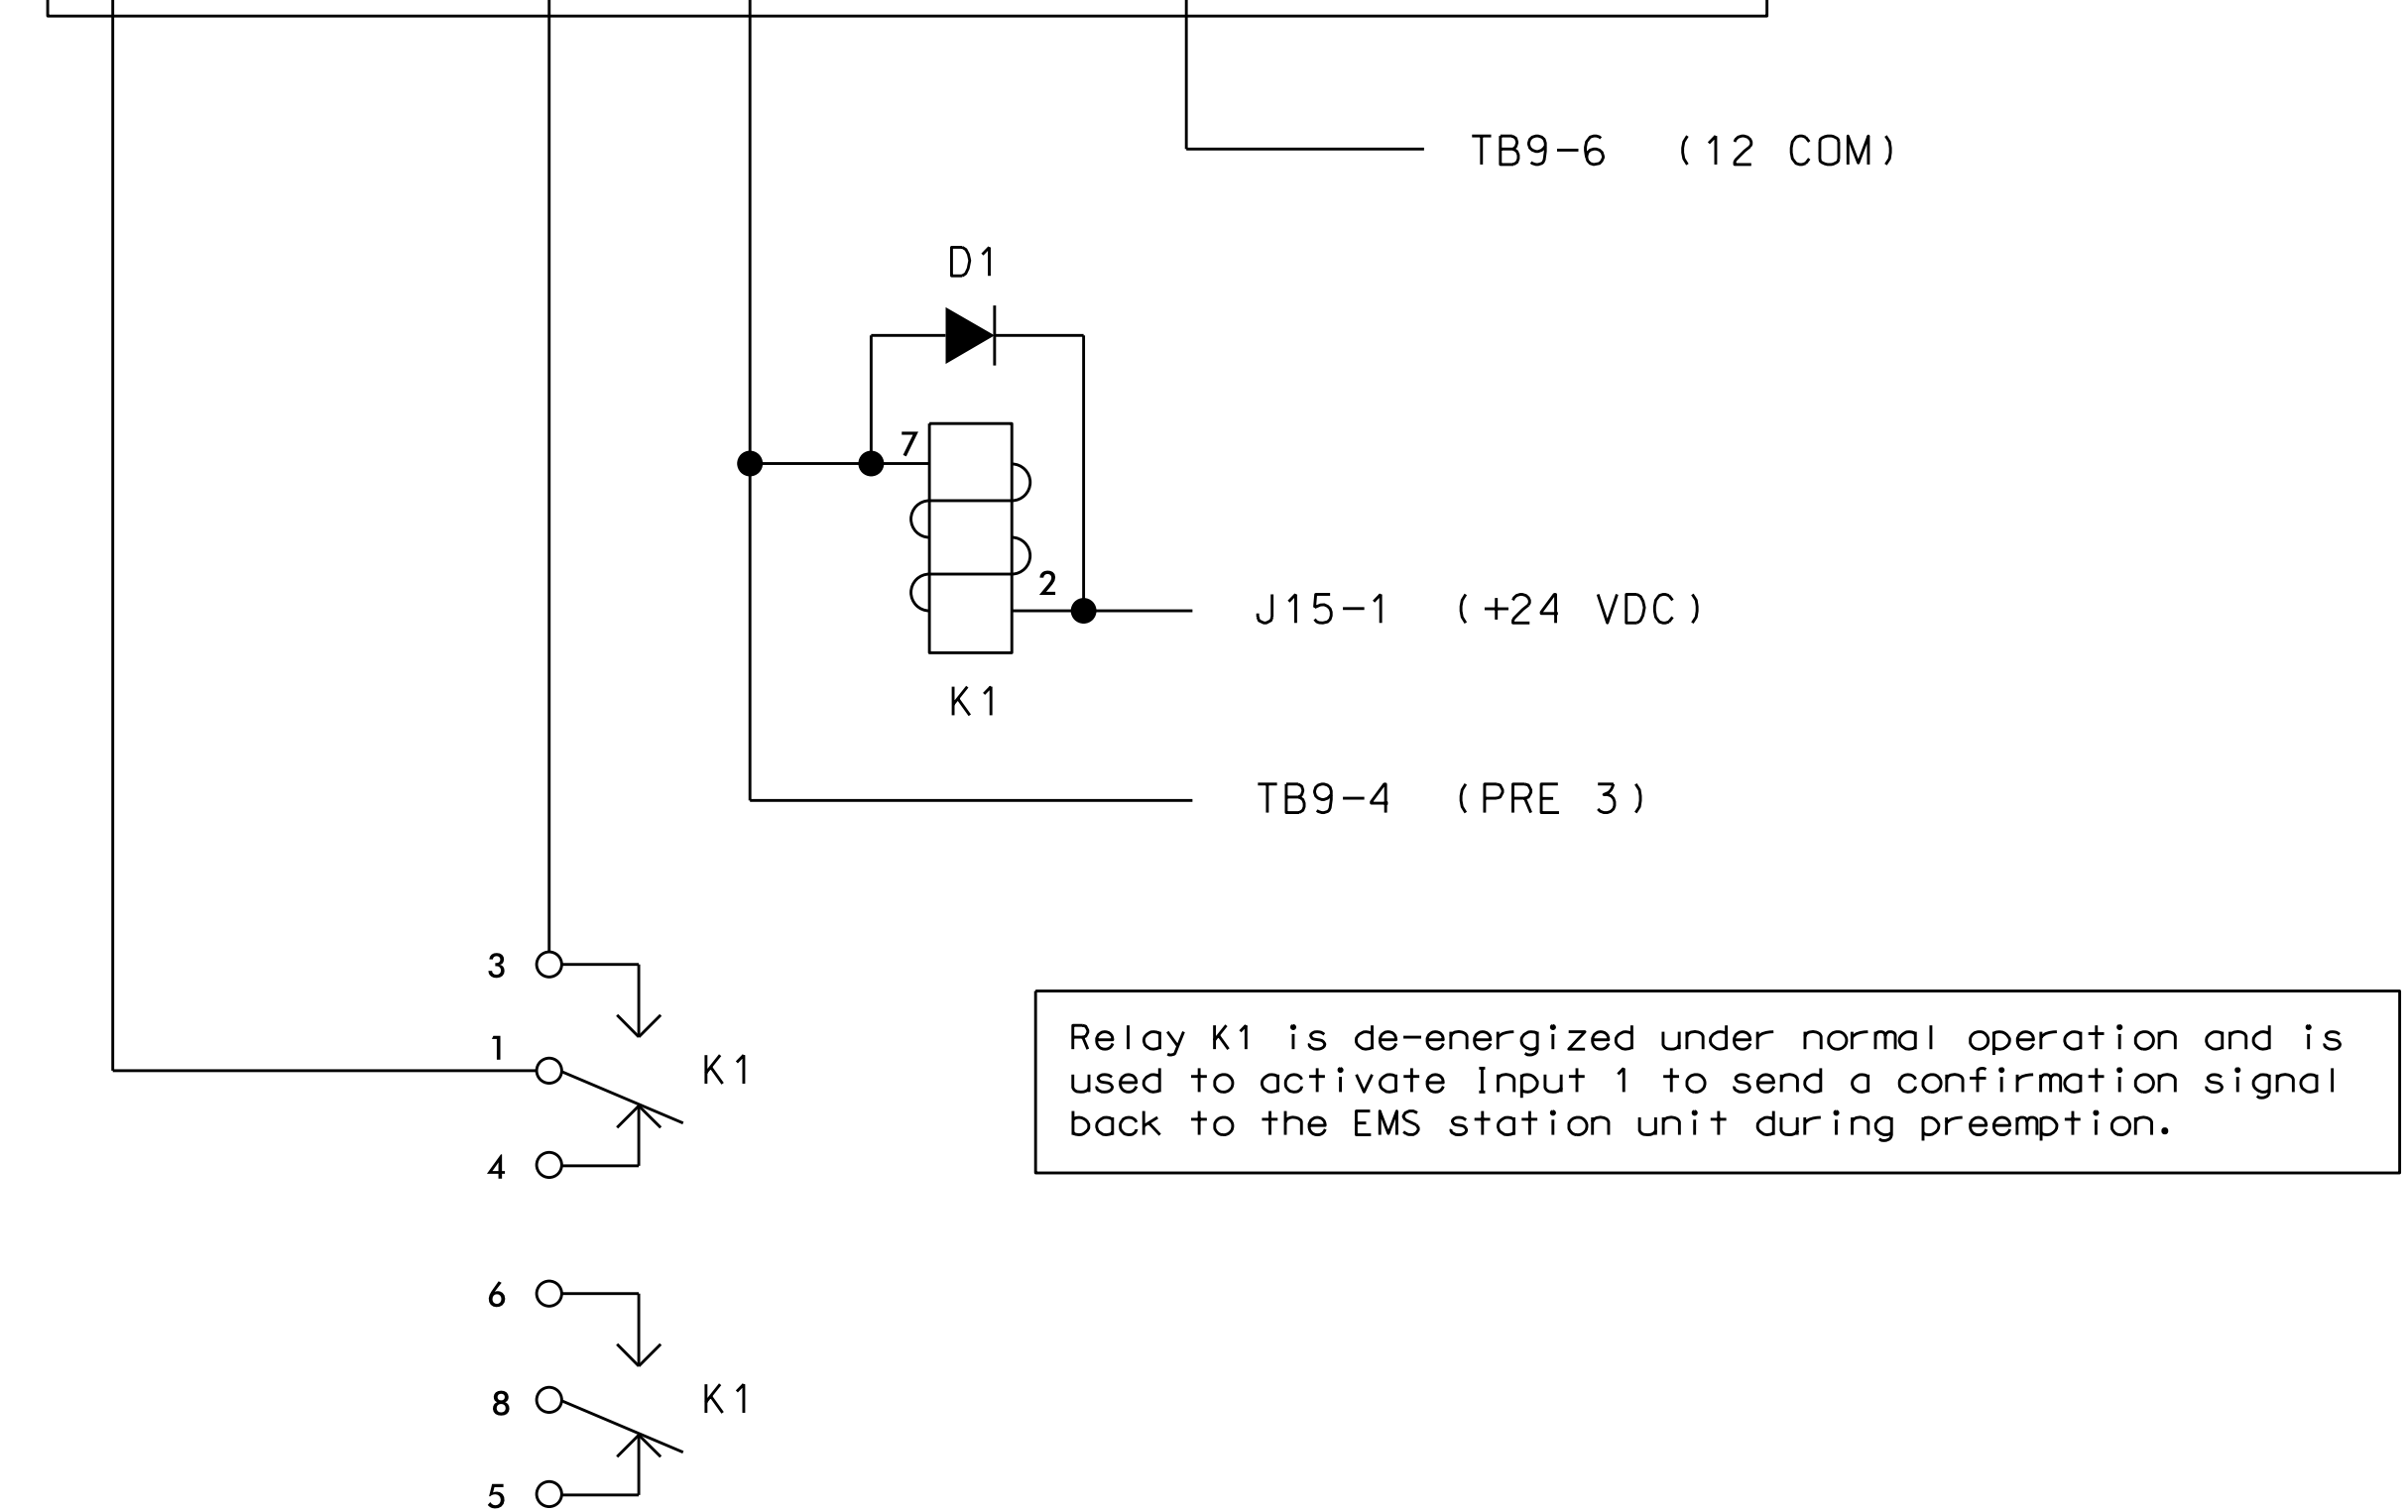 TB9-6 (12 COM)
D1
7
2
J15-1 (+24 VDC)
K1
TB9-4 (PRE 3)
3
1
K1
4
Relay K1 is de-energized under normal operation and is
used to activate Input 1 to send a confirmation signal
back to the EMS station unit during preemption.
6
8
K1
5